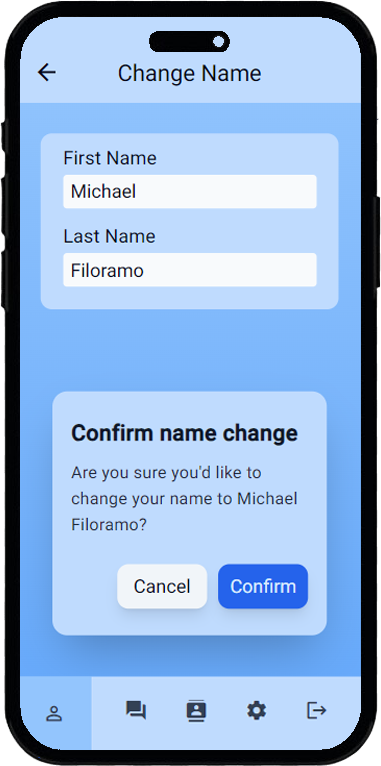 Change Name
First Name
Michael
Last Name
Filoramo
Confirm name change
Are you sure you'd like to
change your name to Michael
Filoramo?
Cancel Confirm